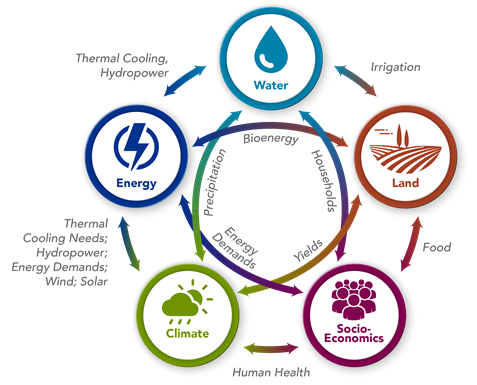 Thermal Cooling,
Hydropower
Water
Irrigation
Bioenergy
Energy
Land
Precipitation
Households
Thermal
Cooling Needs;
Hydropower;
Energy Demands;
Wind; Solar
Energy
Demands
Yields
Food
Climate
Socio-
Economics
Human Health